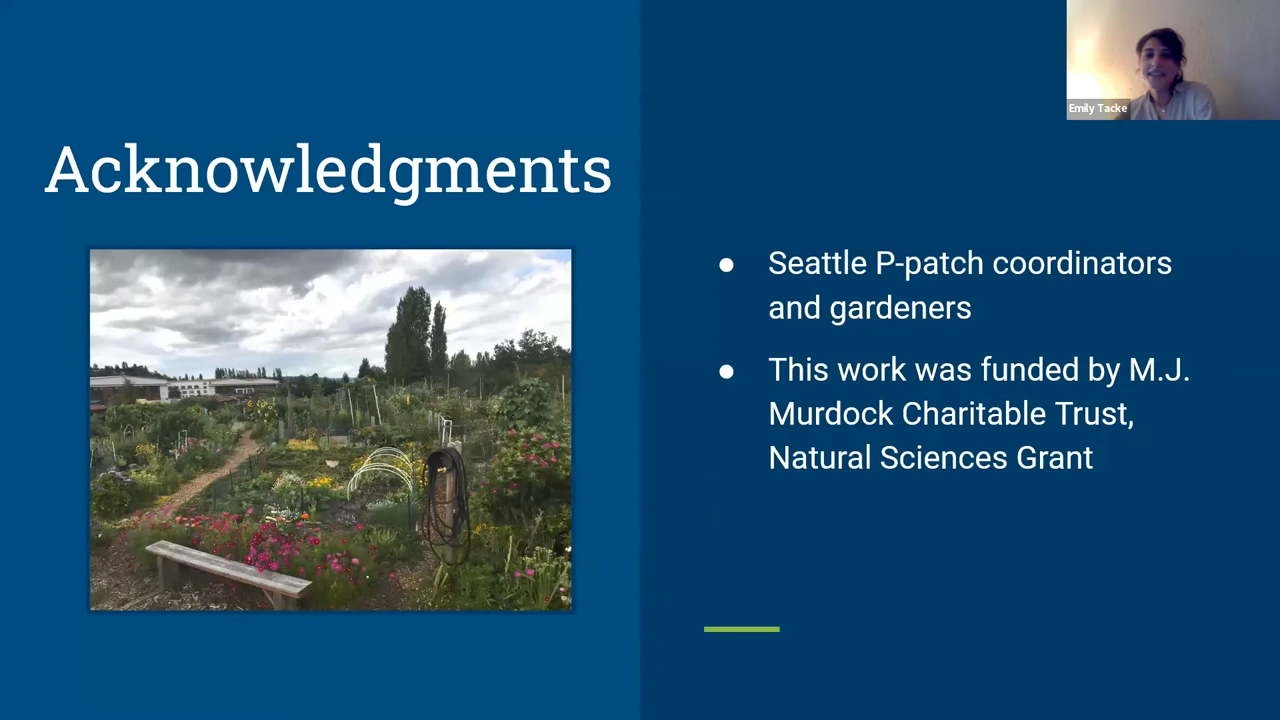 Emily Tacke
Acknowledgments
● Seattle P-patch coordinators
and gardeners
● This work was funded by M.J.
Murdock Charitable Trust,
Natural Sciences Grant